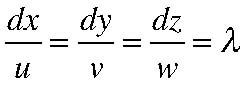 dx/u = dy/v = dz/w = λ